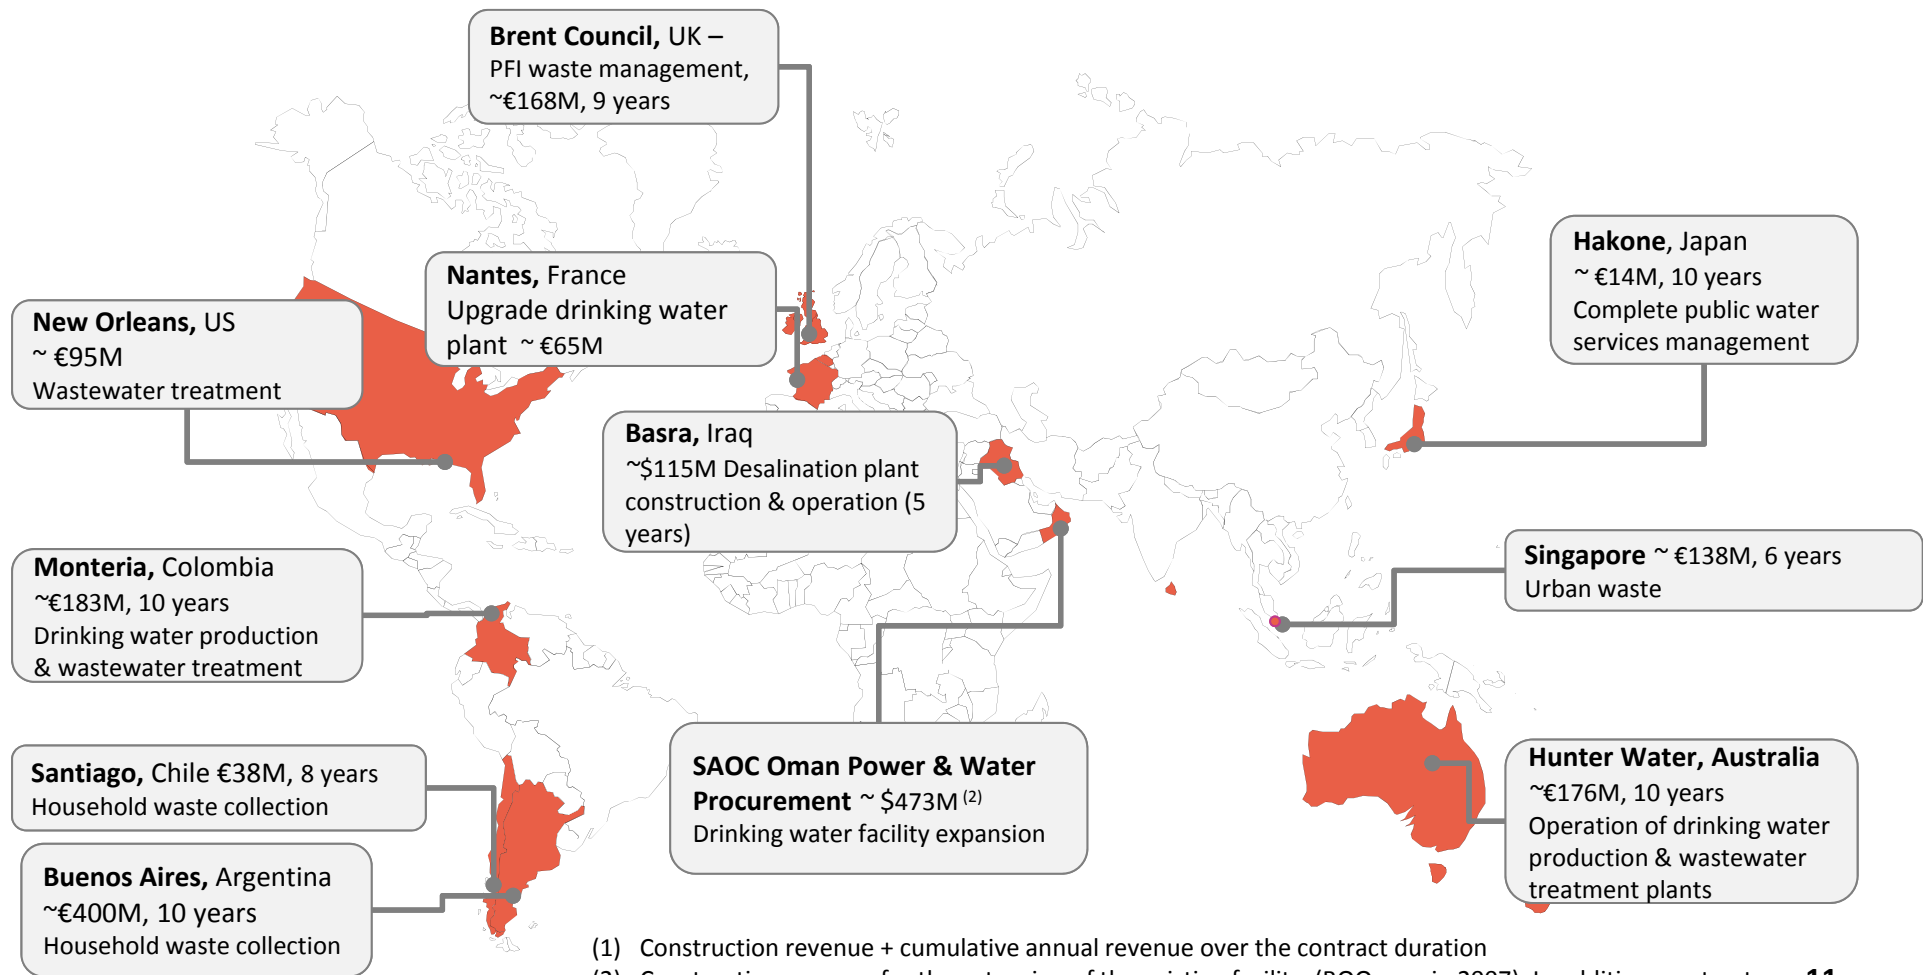 Brent Council, UK –
PFI waste management,
~€168M, 9 years
Nantes, France
Upgrade drinking water
plant ~ €65M
Hakone, Japan
~ €14M, 10 years
Complete public water
services management
New Orleans, US
~ €95M
Wastewater treatment
Basra, Iraq
~$115M Desalination plant
construction & operation (5
years)
Singapore ~ €138M, 6 years
Urban waste
Monteria, Colombia
~€183M, 10 years
Drinking water production
& wastewater treatment
Santiago, Chile €38M, 8 years
Household waste collection
SAOC Oman Power & Water
Procurement ~ $473M (2)
Drinking water facility expansion
Hunter Water, Australia
~€176M, 10 years
Operation of drinking water
production & wastewater
treatment plants
Buenos Aires, Argentina
~€400M, 10 years
Household waste collection
(1) Construction revenue + cumulative annual revenue over the contract duration